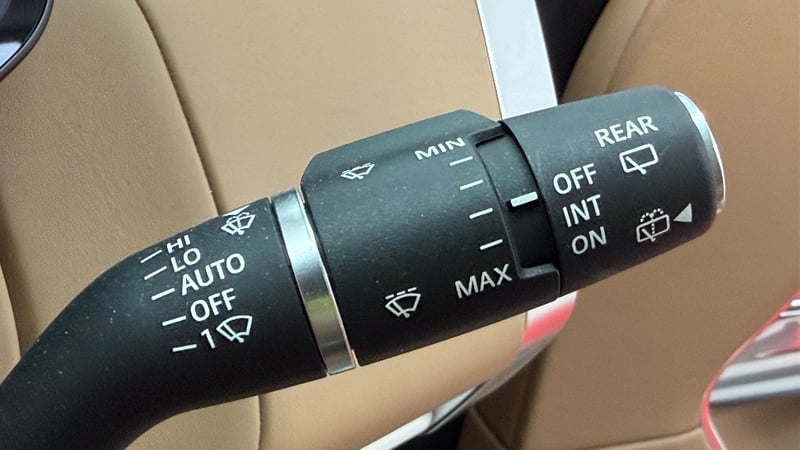 HI
LO
AUTO
OFF
1
MIN
MAX
REAR
OFF
INT
ON